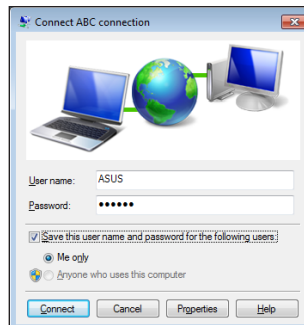 Connect ABC connection
User name: ASUS
Password: ••••••
Save this user name and password for the following users:
Me only
Anyone who uses this computer
Connect Cancel Properties Help